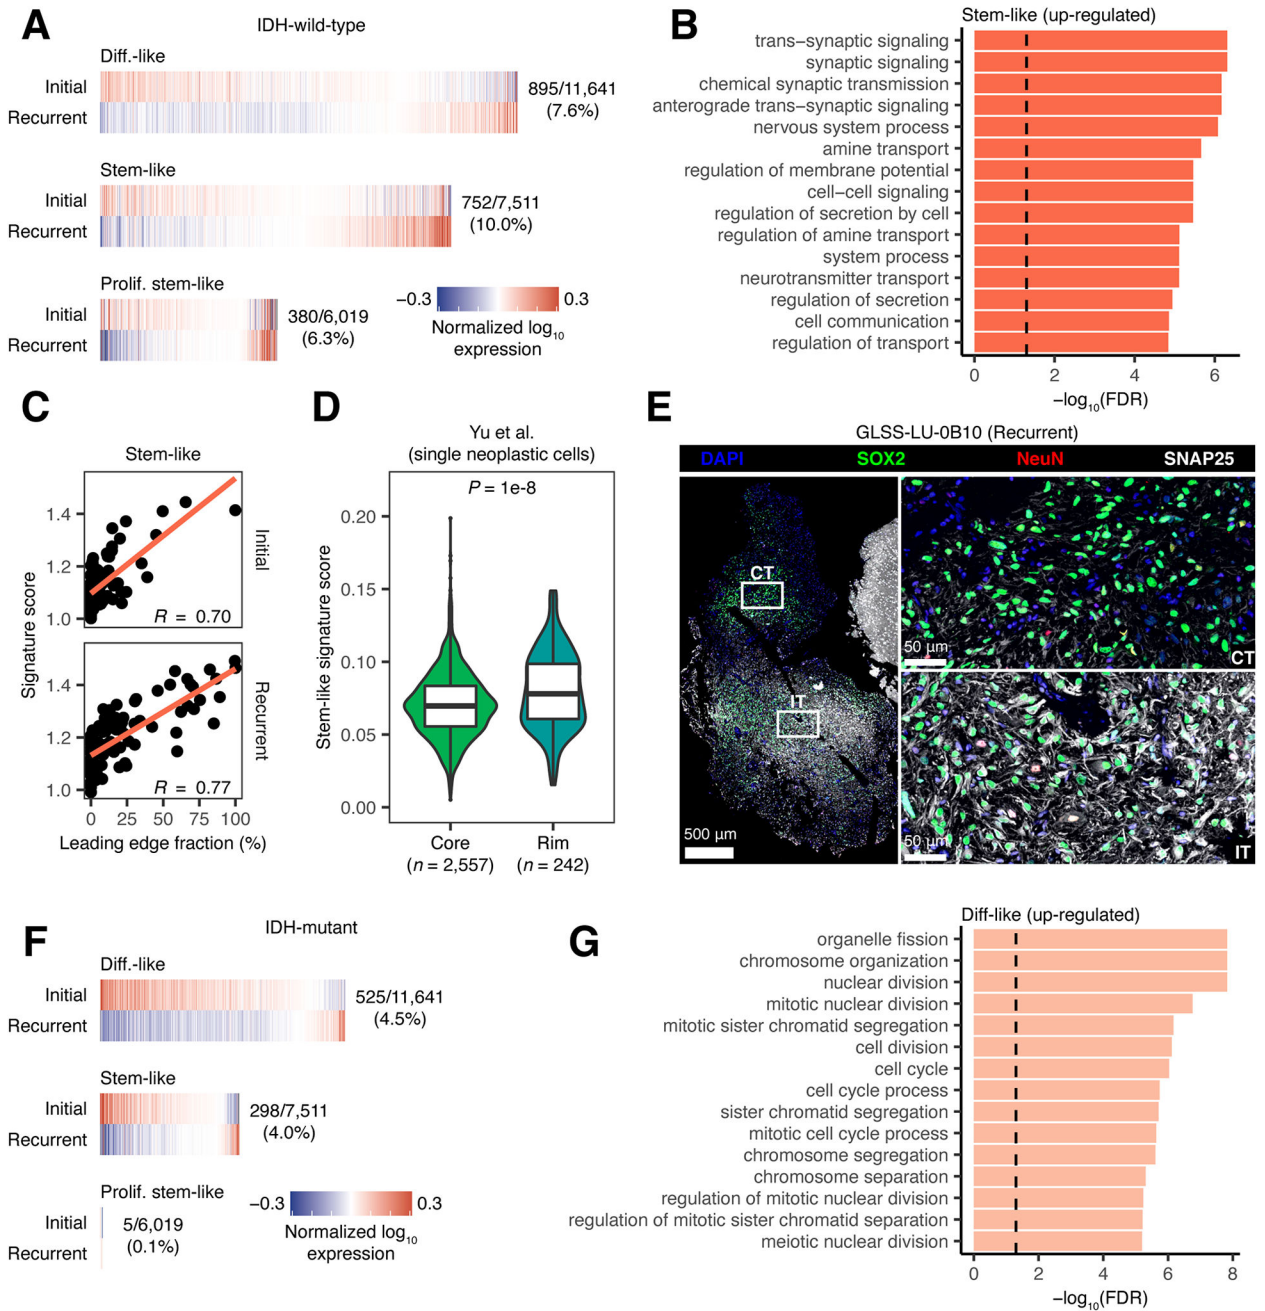 A
IDH-wild-type
Diff.-like
Initial
Recurrent
895/11,641
(7.6%)
Stem-like
Initial
Recurrent
752/7,511
(10.0%)
Prolif. stem-like
Initial
Recurrent
380/6,019
(6.3%)
−0.3
0.3
Normalized log10
expression
B
Stem-like (up-regulated)
trans−synaptic signaling
synaptic signaling
chemical synaptic transmission
anterograde trans−synaptic signaling
nervous system process
amine transport
regulation of membrane potential
cell−cell signaling
regulation of secretion by cell
regulation of amine transport
system process
neurotransmitter transport
regulation of secretion
cell communication
regulation of transport
0 2 4 6
−log10(FDR)
C
Stem-like
1.4
1.2
1.0
R = 0.70
Initial
Signature score
1.4
1.2
1.0
R = 0.77
Recurrent
0 25 50 75 100
Leading edge fraction (%)
D
Yu et al.
(single neoplastic cells)
P = 1e-8
Stem-like signature score
0.20
0.15
0.10
0.05
0.00
Core
(n = 2,557)
Rim
(n = 242)
E
GLSS-LU-0B10 (Recurrent)
DAPI SOX2 NeuN SNAP25
CT
IT
500 µm
50 µm
CT
50 µm
IT
F
IDH-mutant
Diff.-like
Initial
Recurrent
525/11,641
(4.5%)
Stem-like
Initial
Recurrent
298/7,511
(4.0%)
Prolif. stem-like
Initial
Recurrent
5/6,019
(0.1%)
−0.3
0.3
Normalized log10
expression
G
Diff-like (up-regulated)
organelle fission
chromosome organization
nuclear division
mitotic nuclear division
mitotic sister chromatid segregation
cell division
cell cycle
cell cycle process
sister chromatid segregation
mitotic cell cycle process
chromosome segregation
chromosome separation
regulation of mitotic nuclear division
regulation of mitotic sister chromatid separation
meiotic nuclear division
0 2 4 6 8
−log10(FDR)